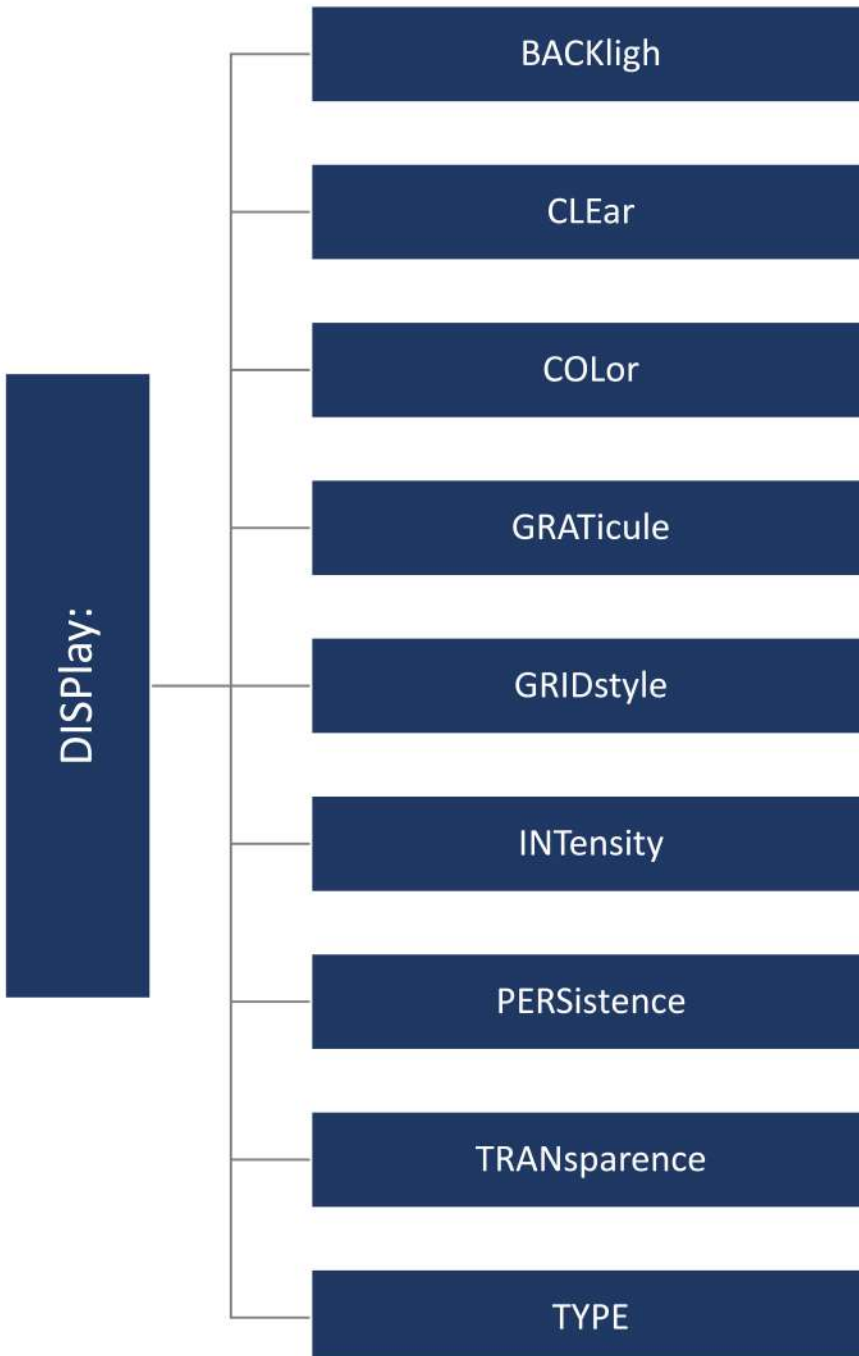 DISPlay:
BACKligh
CLEar
COLor
GRATicule
GRIDstyle
INTensity
PERSistence
TRANsparence
TYPE